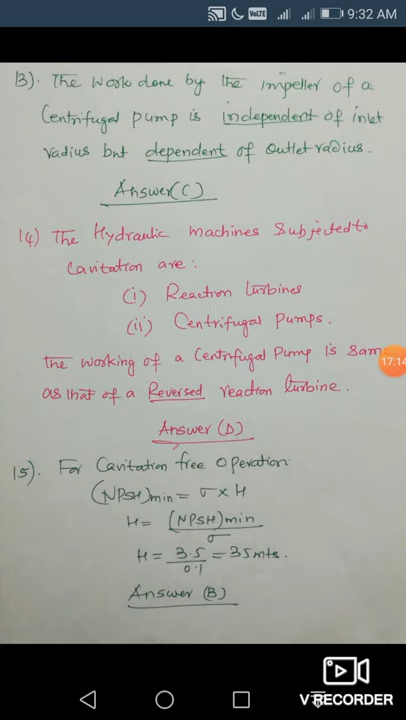 VoLTE 9:32 AM
13). The work done by the impeller of a
Centrifugal pump is independent of inlet
radius but dependent of outlet radius.
Answer (C)
14) The Hydraulic machines subjected to
Cavitation are:
(i) Reaction turbines
(ii) Centrifugal Pumps.
The working of a Centrifugal Pump is sam
17:14
as that of a Reversed reaction turbine.
Answer (D)
15). For Cavitation free operation
(NPSH)min = σ × H
H = (NPSH)min / σ
H = 3.5 / 0.1 = 35 mts.
Answer (B)
V RECORDER